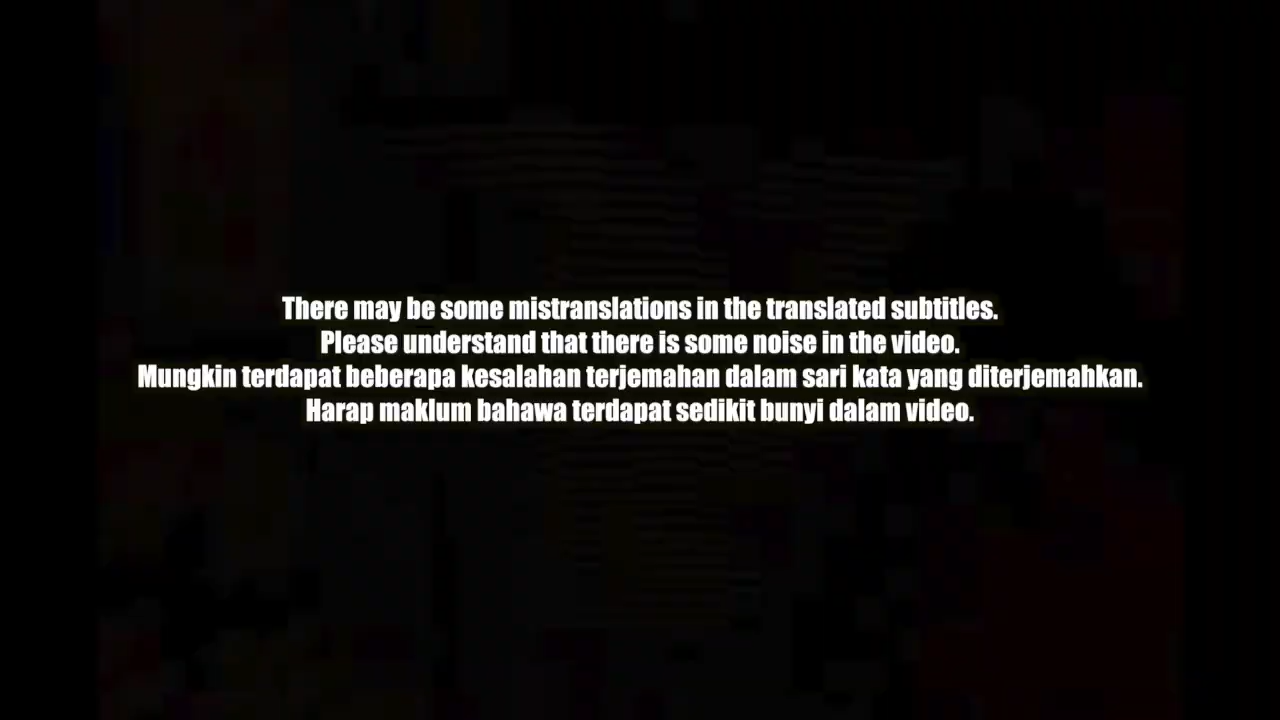 There may be some mistranslations in the translated subtitles.
Please understand that there is some noise in the video.
Mungkin terdapat beberapa kesalahan terjemahan dalam sari kata yang diterjemahkan.
Harap maklum bahawa terdapat sedikit bunyi dalam video.